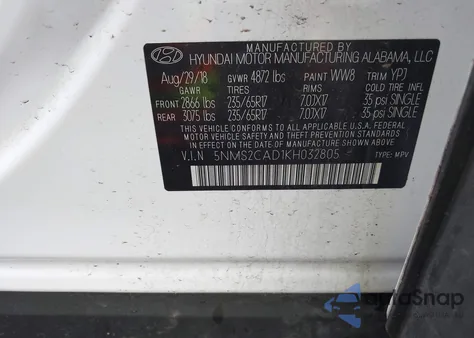 MANUFACTURED BY
HYUNDAI MOTOR MANUFACTURING ALABAMA, LLC
Aug/29/18 GVWR 4872 lbs PAINT WW8 TRIM YPJ
GAWR TIRES RIMS COLD TIRE INFL
FRONT 2866 lbs 235/65R17 7.0JX17 35 psi SINGLE
REAR 3075 lbs 235/65R17 7.0JX17 35 psi SINGLE
THIS VEHICLE CONFORMS TO ALL APPLICABLE U.S.A. FEDERAL
MOTOR VEHICLE SAFETY, BUMPER, AND THEFT PREVENTION
STANDARDS IN EFFECT ON THE DATE OF MANUFACTURE SHOWN ABOVE.
V.I.N 5NMS2CAD1KH032805 TYPE: MPV
AutoSnap